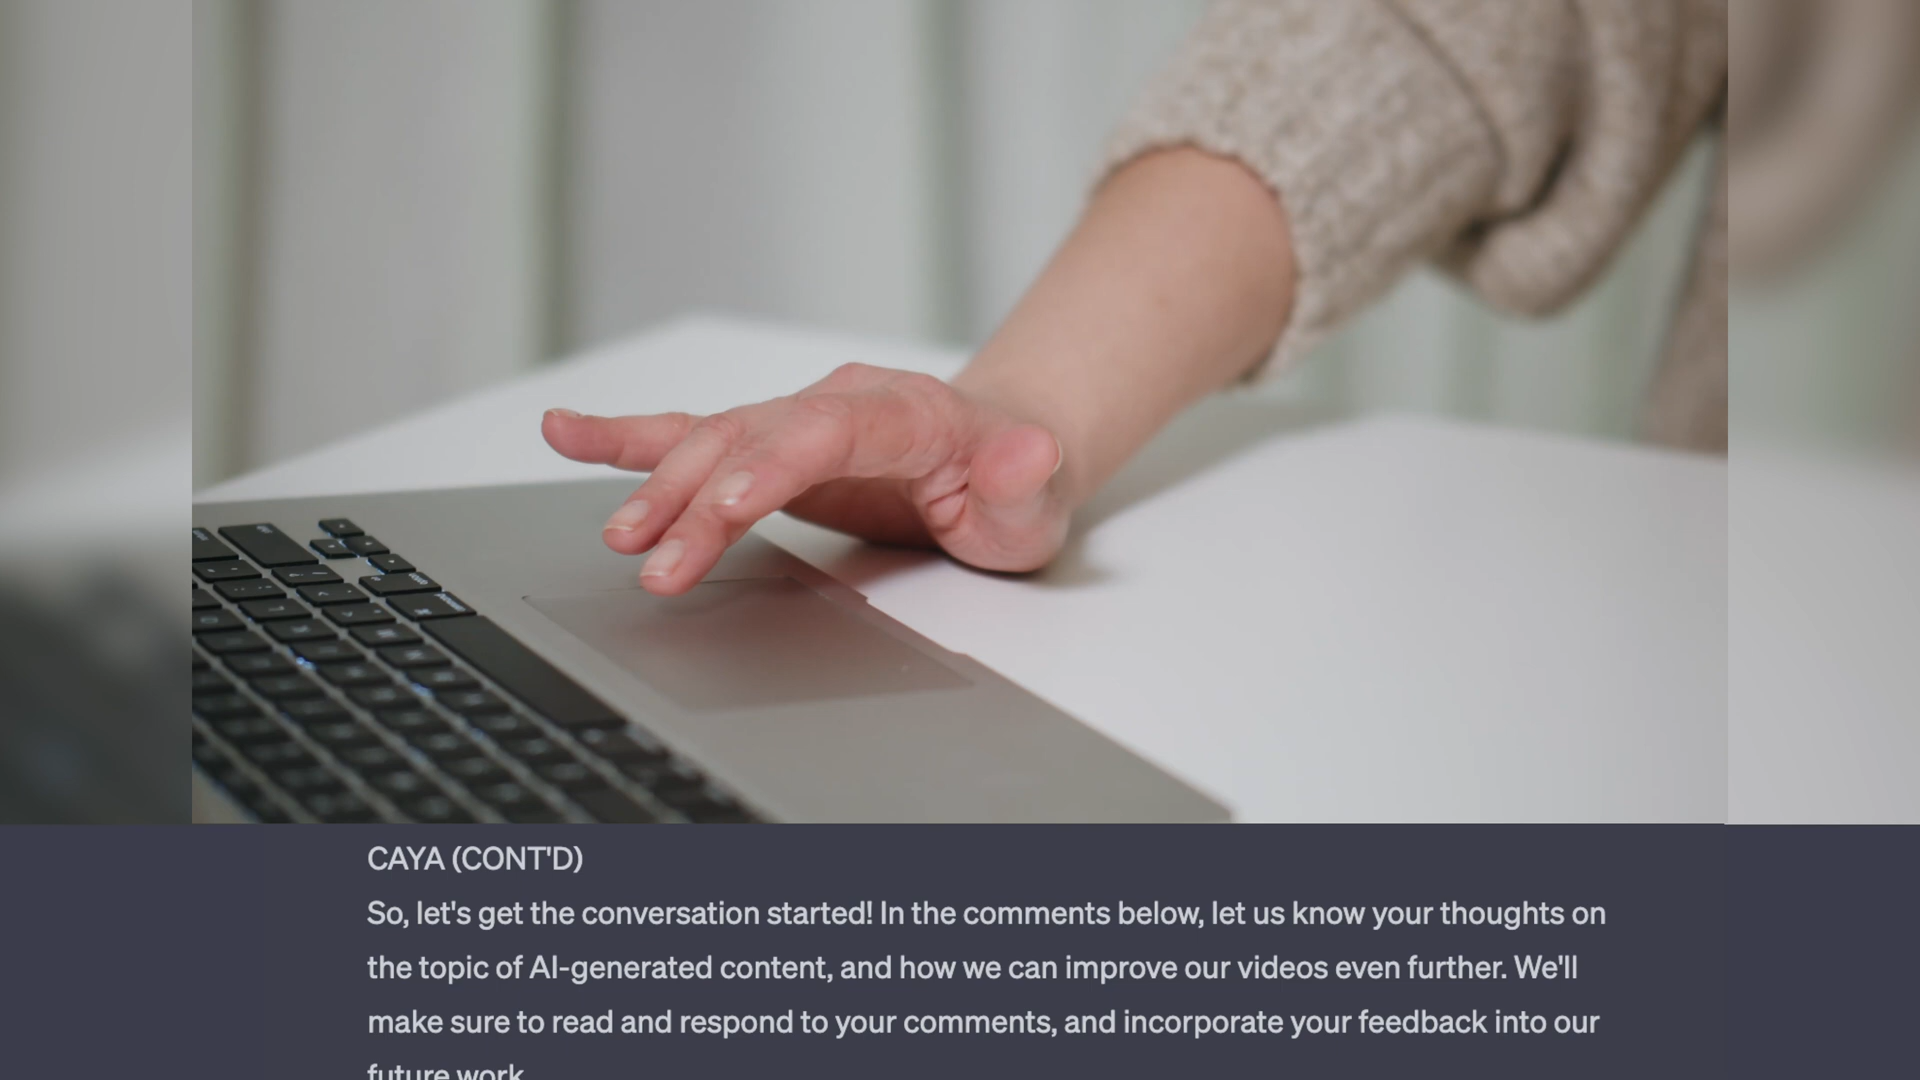 CAYA (CONT'D)
So, let's get the conversation started! In the comments below, let us know your thoughts on
the topic of AI-generated content, and how we can improve our videos even further. We'll
make sure to read and respond to your comments, and incorporate your feedback into our
future work.